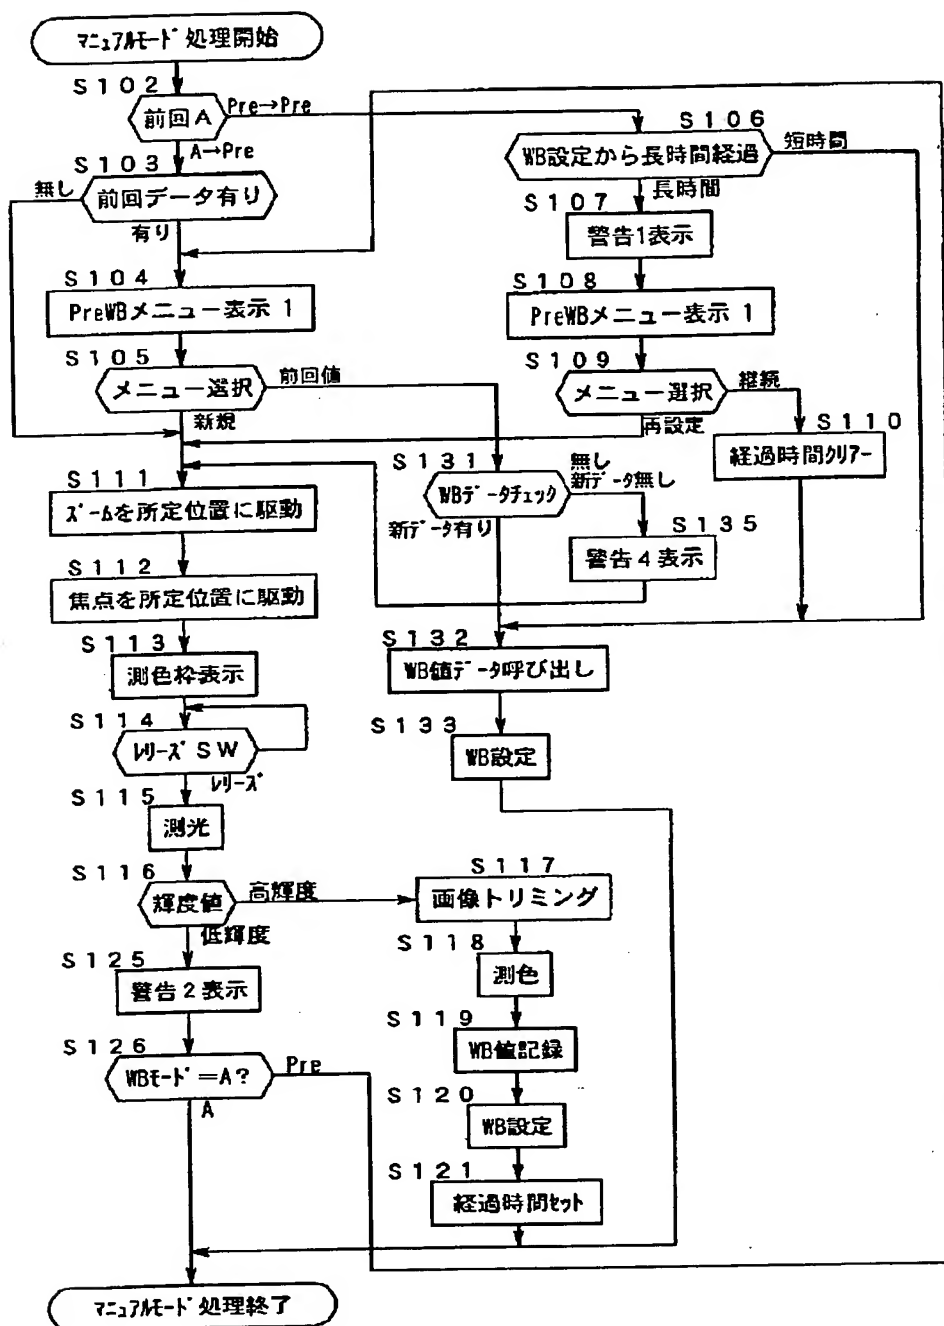 マニュアルモード処理開始
S102
前回A
Pre→Pre
A→Pre
S103
無し
前回データ有り
有り
S104
PreWBメニュー表示1
S105
メニュー選択
前回値
新規
S106
WB設定から長時間経過
短時間
長時間
S107
警告1表示
S108
PreWBメニュー表示1
S109
メニュー選択
継続
再設定
S110
経過時間クリアー
S111
ズームを所定位置に駆動
S112
焦点を所定位置に駆動
S113
測色枠表示
S114
レリーズSW
レリーズ
S115
測光
S116
輝度値
高輝度
低輝度
S125
警告2表示
S126
WBモード=A?
Pre
A
S131
WBデータチェック
無し
新データ無し
新データ有り
S135
警告4表示
S132
WB値データ呼び出し
S133
WB設定
S117
画像トリミング
S118
測色
S119
WB値記録
S120
WB設定
S121
経過時間セット
マニュアルモード処理終了